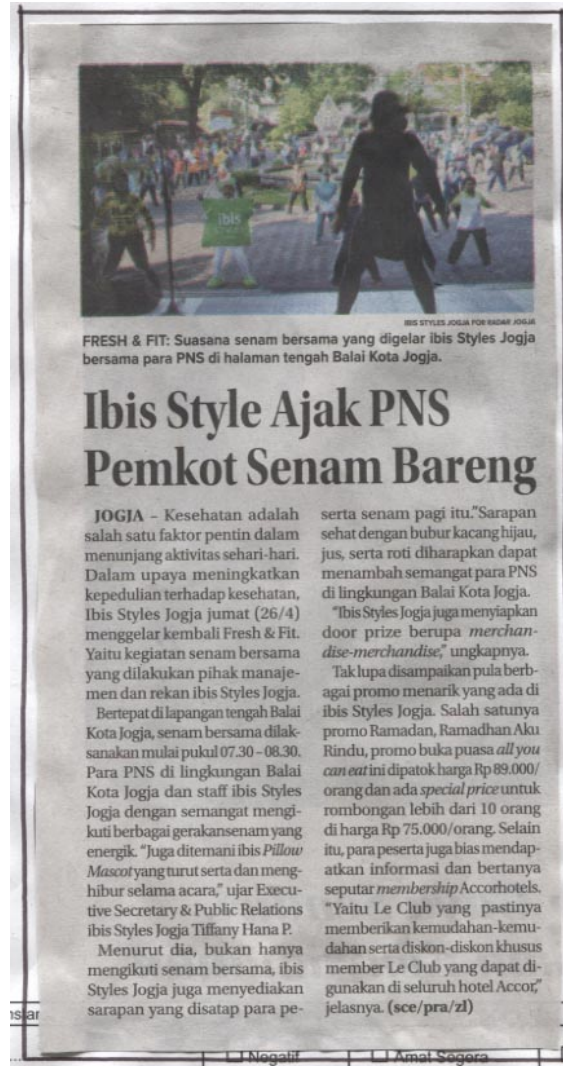 ibis
IBIS STYLES JOGJA FOR RADAR JOGJA
FRESH & FIT: Suasana senam bersama yang digelar ibis Styles Jogja
bersama para PNS di halaman tengah Balai Kota Jogja.
Ibis Style Ajak PNS
Pemkot Senam Bareng
JOGJA – Kesehatan adalah
salah satu faktor pentin dalam
menunjang aktivitas sehari-hari.
Dalam upaya meningkatkan
kepedulian terhadap kesehatan,
Ibis Styles Jogja jumat (26/4)
menggelar kembali Fresh & Fit.
Yaitu kegiatan senam bersama
yang dilakukan pihak manaje-
men dan rekan ibis Styles Jogja.
Bertepat di lapangan tengah Balai
Kota Jogja, senam bersama dilak-
sanakan mulai pukul 07.30 – 08.30.
Para PNS di lingkungan Balai
Kota Jogja dan staff ibis Styles
Jogja dengan semangat mengi-
kuti berbagai gerakansenam yang
energik. "Juga ditemani ibis Pillow
Mascot yang turut serta dan meng-
hibur selama acara," ujar Execu-
tive Secretary & Public Relations
ibis Styles Jogja Tiffany Hana P.
Menurut dia, bukan hanya
mengikuti senam bersama, ibis
Styles Jogja juga menyediakan
sarapan yang disatap para pe-
serta senam pagi itu."Sarapan
sehat dengan bubur kacang hijau,
jus, serta roti diharapkan dapat
menambah semangat para PNS
di lingkungan Balai Kota Jogja.
"Ibis Styles Jogja juga menyiapkan
door prize berupa merchan-
dise-merchandise," ungkapnya.
Tak lupa disampaikan pula berb-
agai promo menarik yang ada di
ibis Styles Jogja. Salah satunya
promo Ramadan, Ramadhan Aku
Rindu, promo buka puasa all you
can eat ini dipatok harga Rp 89.000/
orang dan ada special price untuk
rombongan lebih dari 10 orang
di harga Rp 75.000/orang. Selain
itu, para peserta juga bias mendap-
atkan informasi dan bertanya
seputar membership Accorhotels.
"Yaitu Le Club yang pastinya
memberikan kemudahan-kemu-
dahan serta diskon-diskon khusus
member Le Club yang dapat di-
gunakan di seluruh hotel Accor,"
jelasnya. (sce/pra/zl)
Negatif
Amat Segera